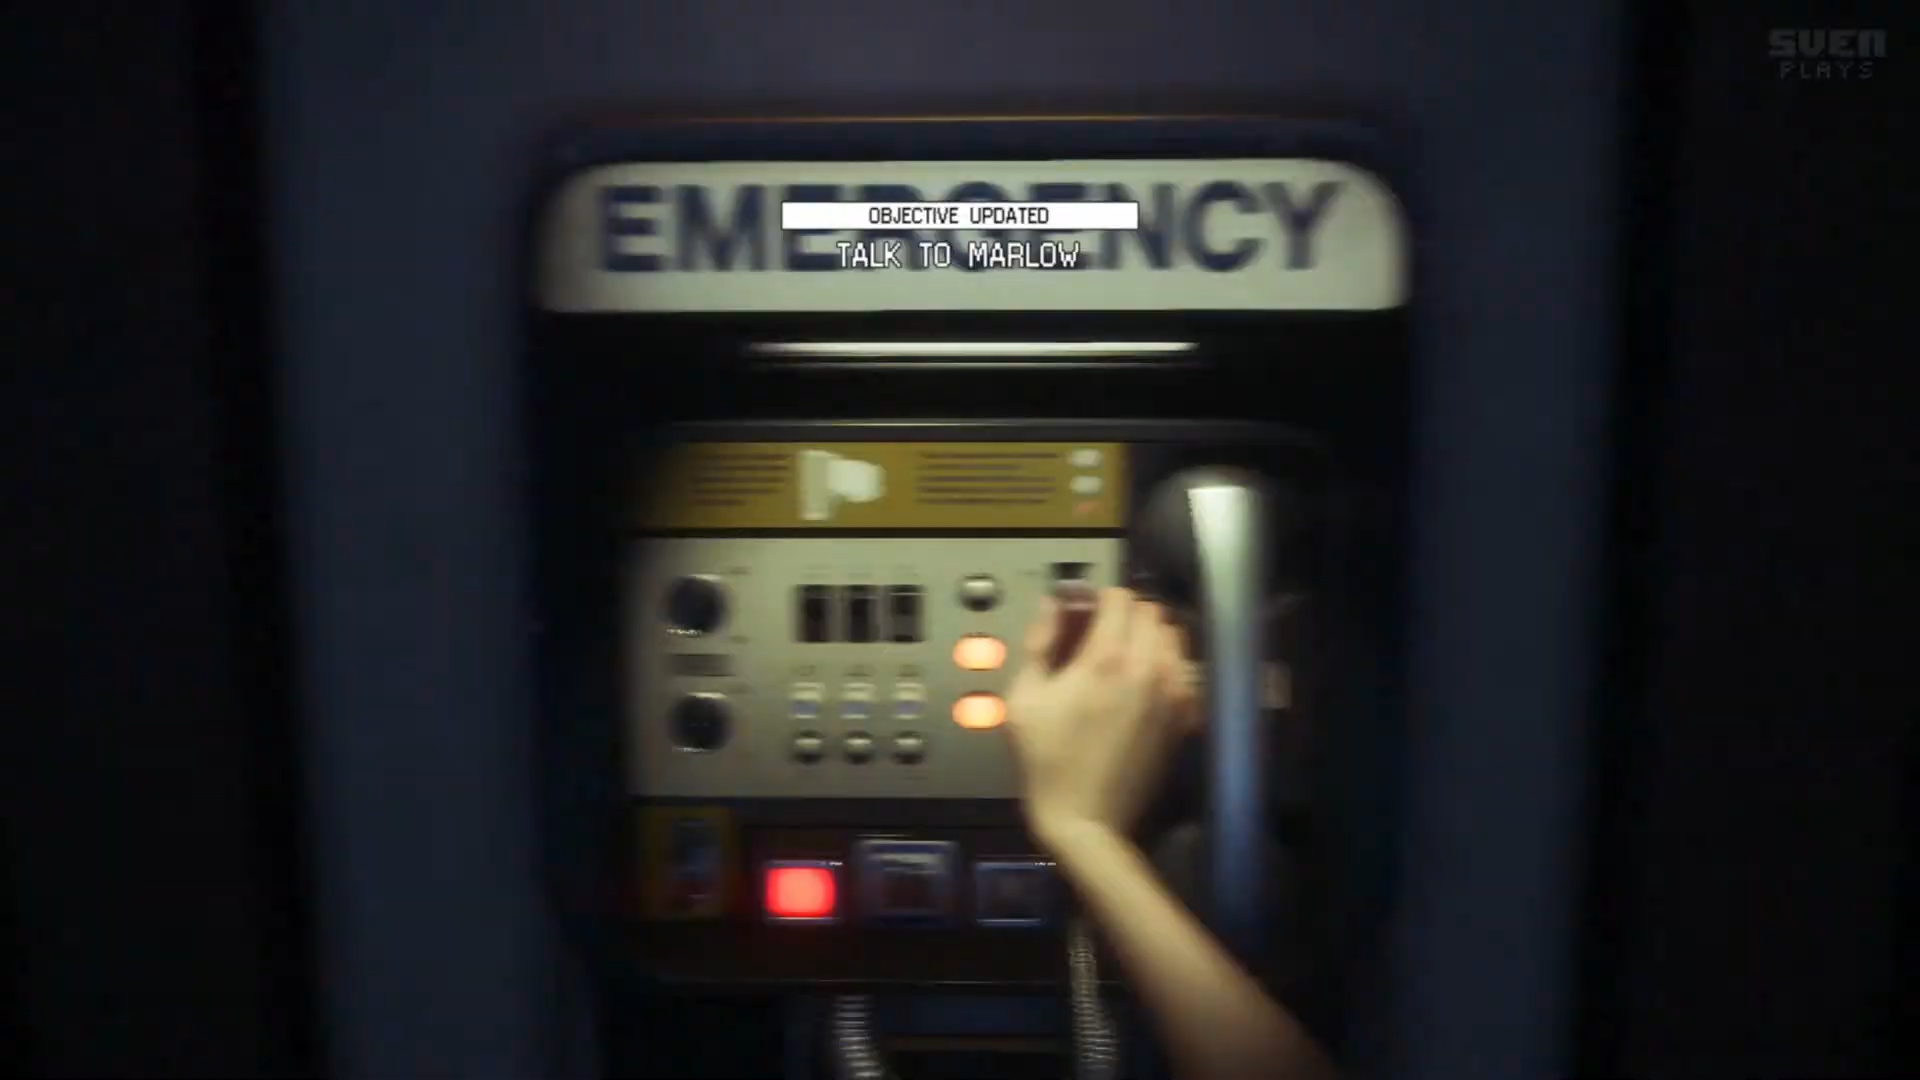 SVEN
PLAYS
EMERGENCY
OBJECTIVE UPDATED
TALK TO MARLOW